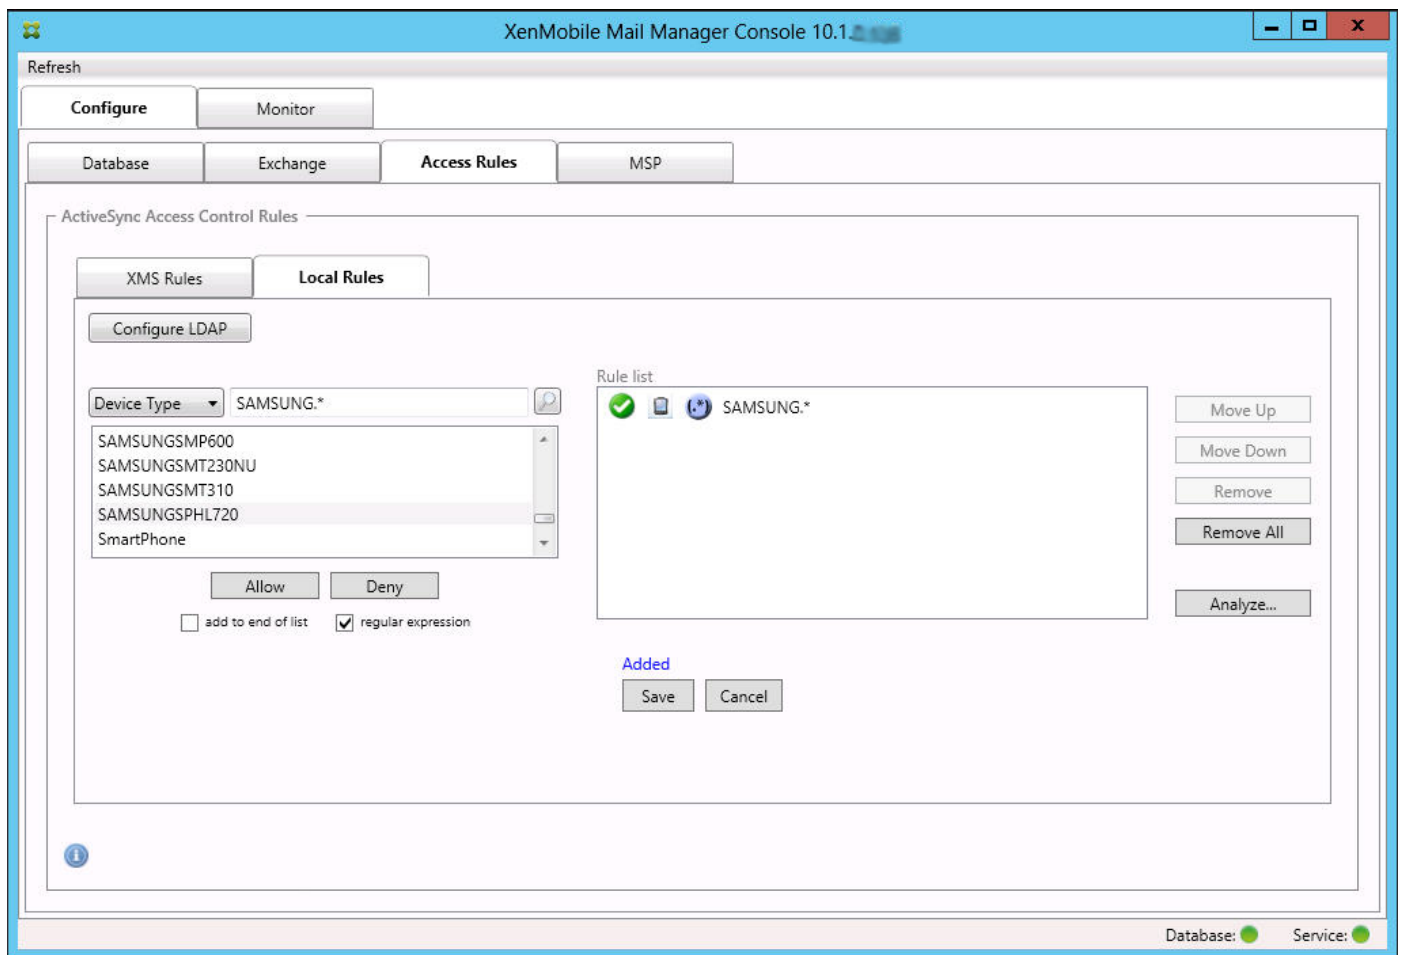 XenMobile Mail Manager Console 10.1.
Refresh
Configure
Monitor
Database
Exchange
Access Rules
MSP
ActiveSync Access Control Rules
XMS Rules
Local Rules
Configure LDAP
Device Type
SAMSUNG.*
SAMSUNGSMP600
SAMSUNGSMT230NU
SAMSUNGSMT310
SAMSUNGSPHL720
SmartPhone
Allow
Deny
add to end of list
regular expression
Rule list
(.*) SAMSUNG.*
Move Up
Move Down
Remove
Remove All
Analyze...
Added
Save
Cancel
Database:
Service: